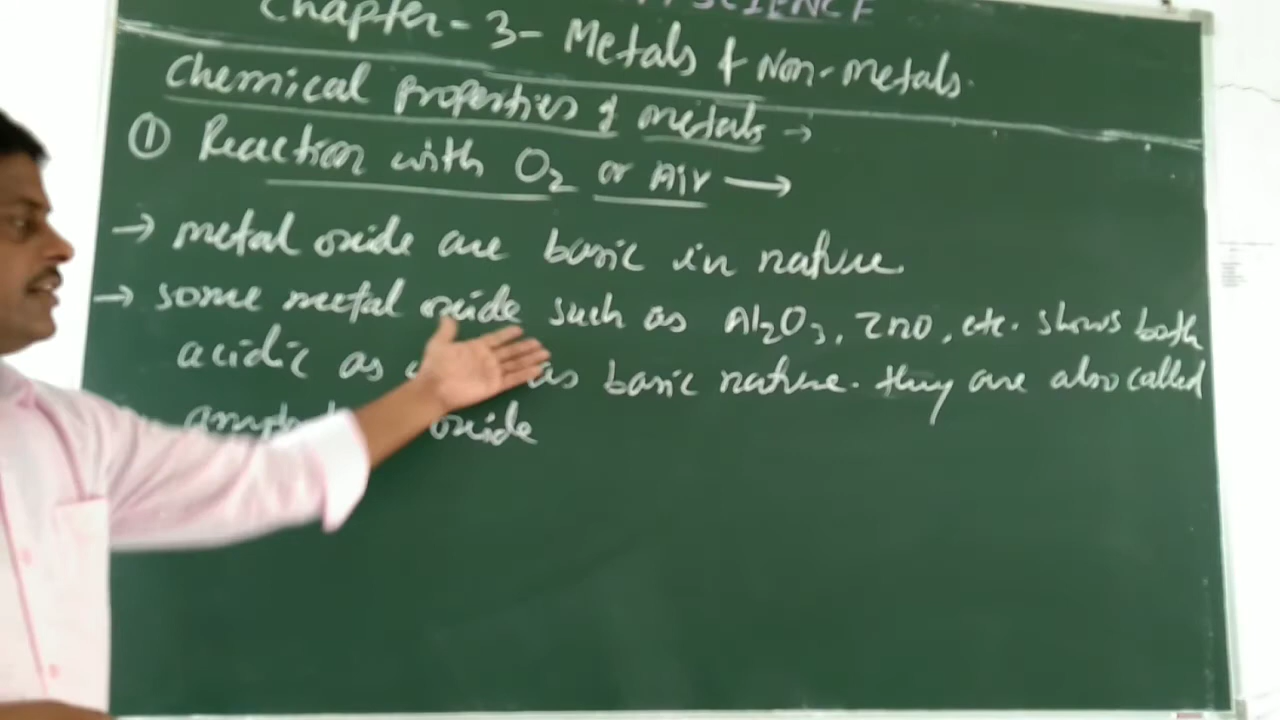 SCIENCE
Chapter-3-Metals & Non-metals.
Chemical Properties of metals →
① Reaction with O₂ or Air →
→ metal oxide are basic in nature.
→ some metal oxide such as Al₂O₃, ZnO, etc. shows both
acidic as as basic nature. they are also called
oxide